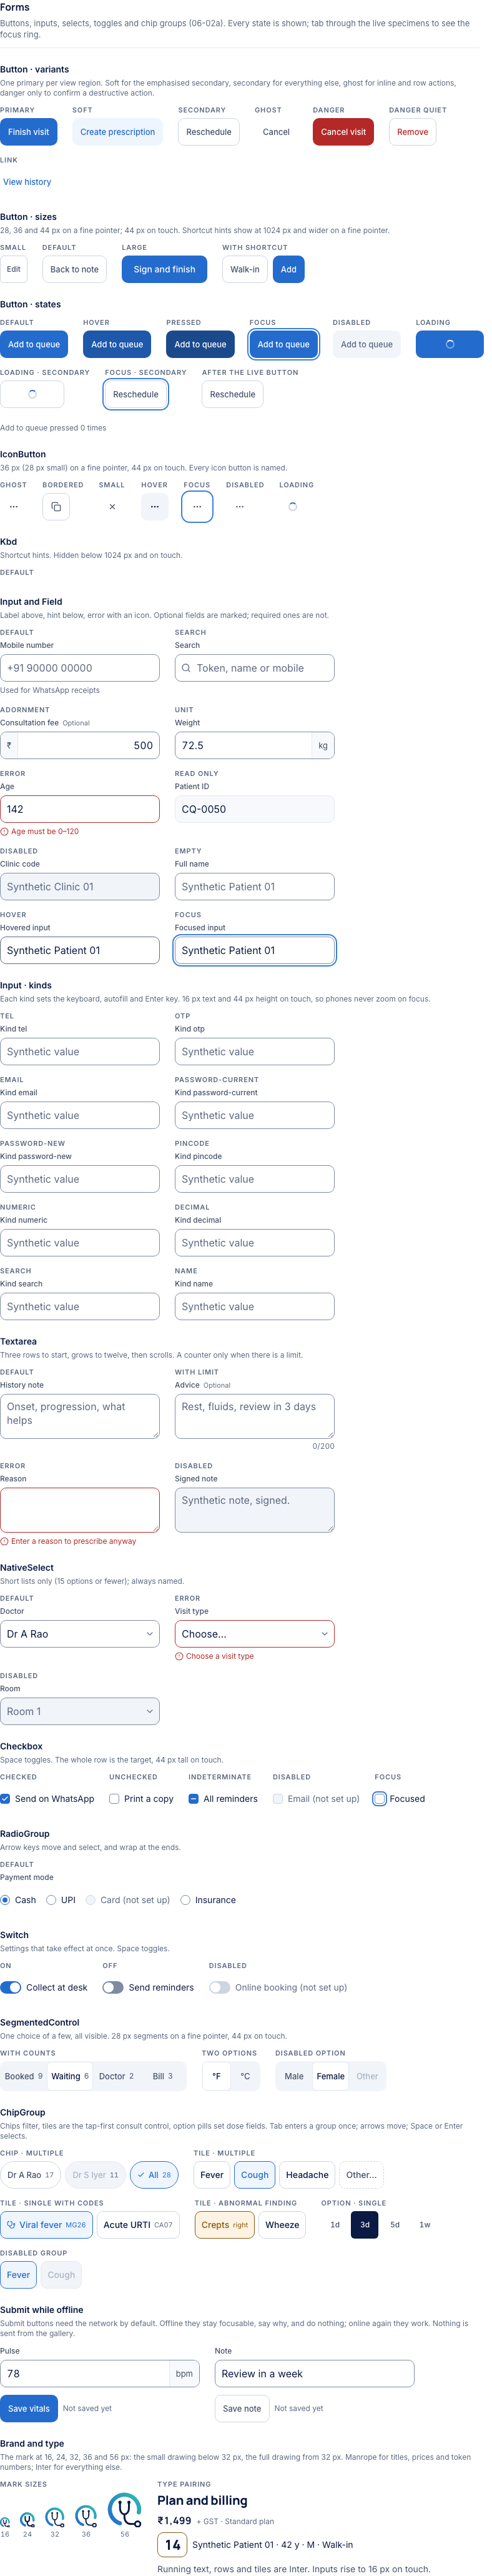 Forms
Buttons, inputs, selects, toggles and chip groups (06-02a). Every state is shown; tab through the live specimens to see the
focus ring.
Button · variants
One primary per view region. Soft for the emphasised secondary, secondary for everything else, ghost for inline and row actions,
danger only to confirm a destructive action.
PRIMARY SOFT SECONDARY GHOST DANGER DANGER QUIET
Finish visit Create prescription Reschedule Cancel Cancel visit Remove
LINK
View history
Button · sizes
28, 36 and 44 px on a fine pointer; 44 px on touch. Shortcut hints show at 1024 px and wider on a fine pointer.
SMALL DEFAULT LARGE WITH SHORTCUT
Edit Back to note Sign and finish Walk-in Add
Button · states
DEFAULT HOVER PRESSED FOCUS DISABLED LOADING
Add to queue Add to queue Add to queue Add to queue Add to queue
LOADING · SECONDARY FOCUS · SECONDARY AFTER THE LIVE BUTTON
Reschedule Reschedule
Add to queue pressed 0 times
IconButton
36 px (28 px small) on a fine pointer, 44 px on touch. Every icon button is named.
GHOST BORDERED SMALL HOVER FOCUS DISABLED LOADING
Kbd
Shortcut hints. Hidden below 1024 px and on touch.
DEFAULT
Input and Field
Label above, hint below, error with an icon. Optional fields are marked; required ones are not.
DEFAULT SEARCH
Mobile number Search
+91 90000 00000 Token, name or mobile
Used for WhatsApp receipts
ADORNMENT UNIT
Consultation fee Optional Weight
₹ 500 72.5 kg
ERROR READ ONLY
Age Patient ID
142 CQ-0050
Age must be 0–120
DISABLED EMPTY
Clinic code Full name
Synthetic Clinic 01 Synthetic Patient 01
HOVER FOCUS
Hovered input Focused input
Synthetic Patient 01 Synthetic Patient 01
Input · kinds
Each kind sets the keyboard, autofill and Enter key. 16 px text and 44 px height on touch, so phones never zoom on focus.
TEL OTP
Kind tel Kind otp
Synthetic value Synthetic value
EMAIL PASSWORD-CURRENT
Kind email Kind password-current
Synthetic value Synthetic value
PASSWORD-NEW PINCODE
Kind password-new Kind pincode
Synthetic value Synthetic value
NUMERIC DECIMAL
Kind numeric Kind decimal
Synthetic value Synthetic value
SEARCH NAME
Kind search Kind name
Synthetic value Synthetic value
Textarea
Three rows to start, grows to twelve, then scrolls. A counter only when there is a limit.
DEFAULT WITH LIMIT
History note Advice Optional
Onset, progression, what Rest, fluids, review in 3 days
helps
0/200
ERROR DISABLED
Reason Signed note
Synthetic note, signed.
Enter a reason to prescribe anyway
NativeSelect
Short lists only (15 options or fewer); always named.
DEFAULT ERROR
Doctor Visit type
Dr A Rao Choose...
Choose a visit type
DISABLED
Room
Room 1
Checkbox
Space toggles. The whole row is the target, 44 px tall on touch.
CHECKED UNCHECKED INDETERMINATE DISABLED FOCUS
Send on WhatsApp Print a copy All reminders Email (not set up) Focused
RadioGroup
Arrow keys move and select, and wrap at the ends.
DEFAULT
Payment mode
Cash UPI Card (not set up) Insurance
Switch
Settings that take effect at once. Space toggles.
ON OFF DISABLED
Collect at desk Send reminders Online booking (not set up)
SegmentedControl
One choice of a few, all visible. 28 px segments on a fine pointer, 44 px on touch.
WITH COUNTS TWO OPTIONS DISABLED OPTION
Booked 9 Waiting 6 Doctor 2 Bill 3 °F °C Male Female Other
ChipGroup
Chips filter, tiles are the tap-first consult control, option pills set dose fields. Tab enters a group once; arrows move; Space or Enter
selects.
CHIP · MULTIPLE TILE · MULTIPLE
Dr A Rao 17 Dr S Iyer 11 All 28 Fever Cough Headache Other...
TILE · SINGLE WITH CODES TILE · ABNORMAL FINDING OPTION · SINGLE
Viral fever MG26 Acute URTI CA07 Crepts right Wheeze 1d 3d 5d 1w
DISABLED GROUP
Fever Cough
Submit while offline
Submit buttons need the network by default. Offline they stay focusable, say why, and do nothing; online again they work. Nothing is
sent from the gallery.
Pulse Note
78 bpm Review in a week
Save vitals Not saved yet Save note Not saved yet
Brand and type
The mark at 16, 24, 32, 36 and 56 px: the small drawing below 32 px, the full drawing from 32 px. Manrope for titles, prices and token
numbers; Inter for everything else.
MARK SIZES TYPE PAIRING
16 24 32 36 56
Plan and billing
₹1,499 + GST · Standard plan
14 Synthetic Patient 01 · 42 y · M · Walk-in
Running text, rows and tiles are Inter. Inputs rise to 16 px on touch.